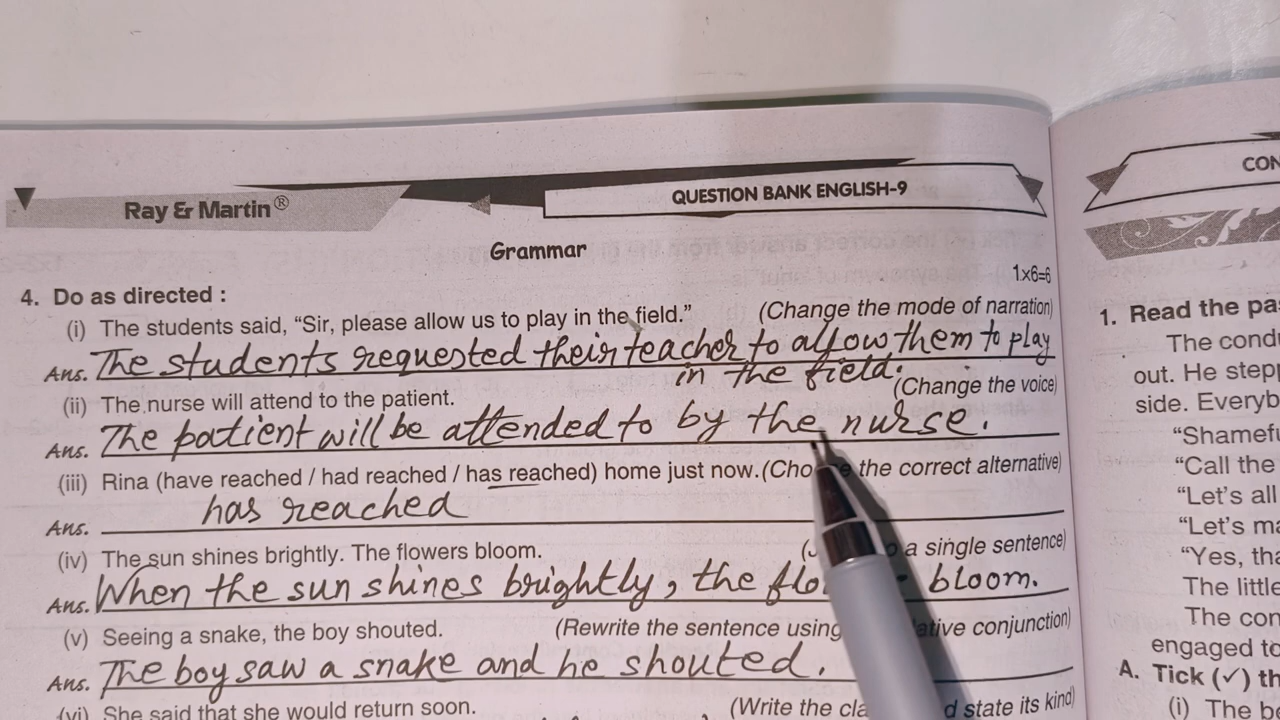 Ray & Martin®
QUESTION BANK ENGLISH-9
Grammar
1x6=6
4. Do as directed :
(i) The students said, “Sir, please allow us to play in the field.” (Change the mode of narration)
Ans. The students requested their teacher to allow them to play
in the field.
(ii) The nurse will attend to the patient. (Change the voice)
Ans. The patient will be attended to by the nurse.
(iii) Rina (have reached / had reached / has reached) home just now. (Cho the correct alternative)
Ans. has reached
(iv) The sun shines brightly. The flowers bloom. a single sentence)
Ans. When the sun shines brightly, the flo bloom.
(v) Seeing a snake, the boy shouted. (Rewrite the sentence using ative conjunction)
Ans. The boy saw a snake and he shouted.
(vi) She said that she would return soon. (Write the cla d state its kind)
CON
1. Read the pa
The cond
out. He step
side. Everyb
“Shamefu
“Call the
“Let’s all
“Let’s ma
“Yes, tha
The little
The con
engaged to
A. Tick (✓) th
(i) The bo